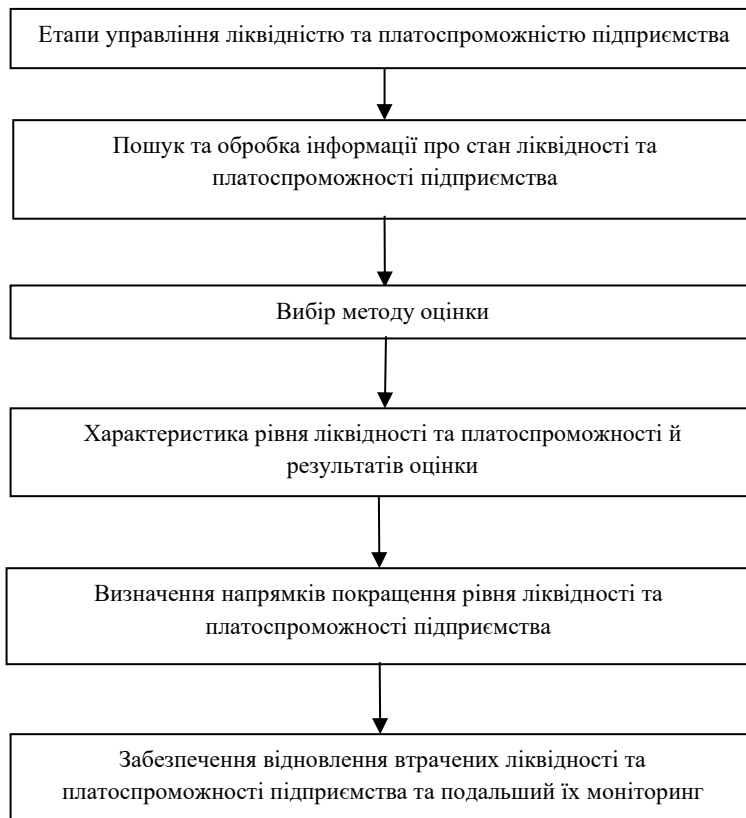 Етапи управління ліквідністю та платоспроможністю підприємства
Пошук та обробка інформації про стан ліквідності та
платоспроможності підприємства
Вибір методу оцінки
Характеристика рівня ліквідності та платоспроможності й
результатів оцінки
Визначення напрямків покращення рівня ліквідності та
платоспроможності підприємства
Забезпечення відновлення втрачених ліквідності та
платоспроможності підприємства та подальший їх моніторинг